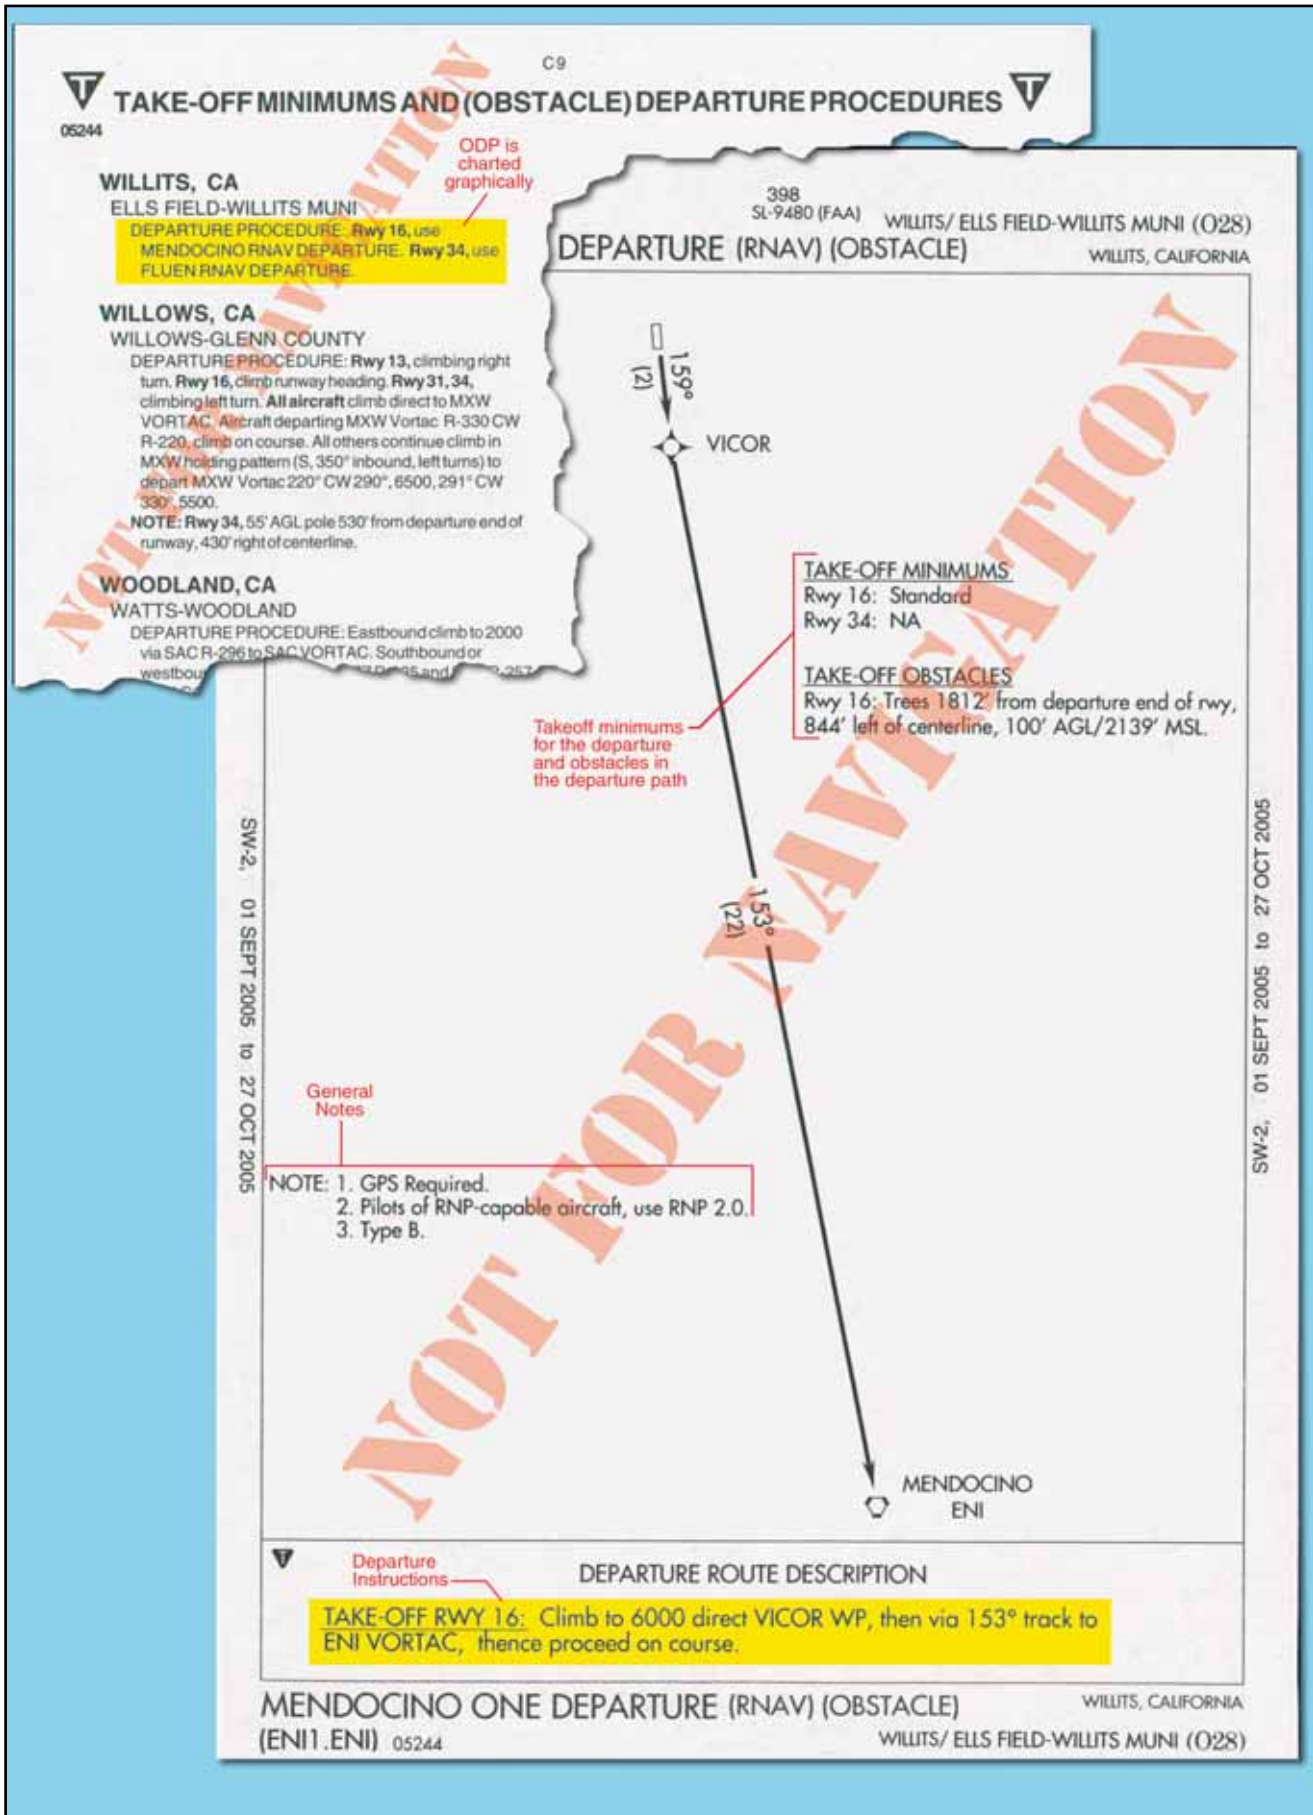 C9
TAKE-OFF MINIMUMS AND (OBSTACLE) DEPARTURE PROCEDURES
T
T
05244
ODP is
charted
graphically
WILLITS, CA
ELLS FIELD-WILLITS MUNI
DEPARTURE PROCEDURE: Rwy 16, use
MENDOCINO RNAV DEPARTURE. Rwy 34, use
FLUEN RNAV DEPARTURE.
WILLOWS, CA
WILLOWS-GLENN COUNTY
DEPARTURE PROCEDURE: Rwy 13, climbing right
turn. Rwy 16, climb runway heading. Rwy 31, 34,
climbing left turn. All aircraft climb direct to MXW
VORTAC. Aircraft departing MXW Vortac R-330 CW
R-220, climb on course. All others continue climb in
MXW holding pattern (S, 350° inbound, left turns) to
depart MXW Vortac 220° CW 290°, 6500, 291° CW
330°, 5500.
NOTE: Rwy 34, 55' AGL pole 530' from departure end of
runway, 430' right of centerline.
WOODLAND, CA
WATTS-WOODLAND
DEPARTURE PROCEDURE: Eastbound climb to 2000
via SAC R-296 to SAC VORTAC. Southbound or
NOT FOR NAVIGATION
398
SL-9480 (FAA)
WILLITS/ ELLS FIELD-WILLITS MUNI (O28)
DEPARTURE (RNAV) (OBSTACLE)
WILLITS, CALIFORNIA
159°
(2)
VICOR
TAKE-OFF MINIMUMS
Rwy 16: Standard
Rwy 34: NA
TAKE-OFF OBSTACLES
Rwy 16: Trees 1812' from departure end of rwy,
844' left of centerline, 100' AGL/2139' MSL.
Takeoff minimums
for the departure
and obstacles in
the departure path
153°
(22)
SW-2, 01 SEPT 2005 to 27 OCT 2005
SW-2, 01 SEPT 2005 to 27 OCT 2005
General
Notes
NOTE: 1. GPS Required.
2. Pilots of RNP-capable aircraft, use RNP 2.0.
3. Type B.
NOT FOR NAVIGATION
MENDOCINO
ENI
T
Departure
Instructions
DEPARTURE ROUTE DESCRIPTION
TAKE-OFF RWY 16: Climb to 6000 direct VICOR WP, then via 153° track to
ENI VORTAC, thence proceed on course.
MENDOCINO ONE DEPARTURE (RNAV) (OBSTACLE)
WILLITS, CALIFORNIA
(ENI1.ENI) 05244
WILLITS/ ELLS FIELD-WILLITS MUNI (O28)